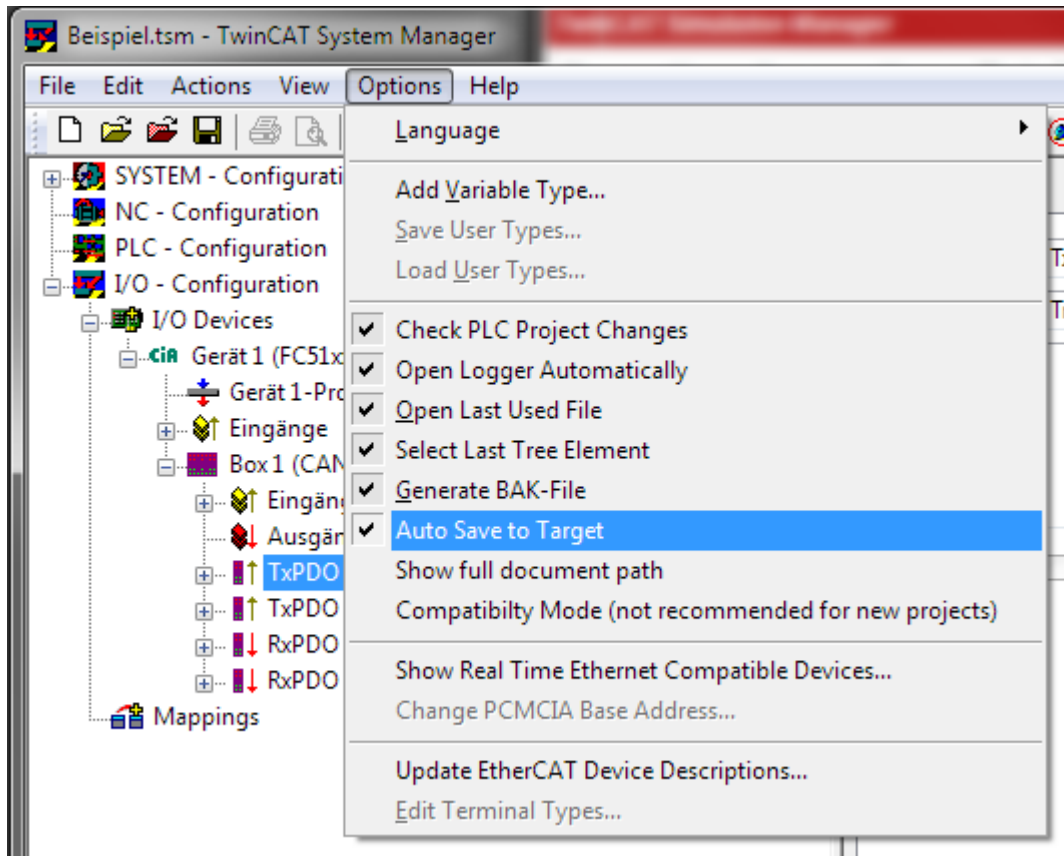 Beispiel.tsm - TwinCAT System Manager
File Edit Actions View Options Help
SYSTEM - Configurati
NC - Configuration
PLC - Configuration
I/O - Configuration
I/O Devices
CiA Gerät 1 (FC51x
Gerät 1-Pro
Eingänge
Box 1 (CAN
Eingäng
Ausgän
TxPDO
TxPDO
RxPDO
RxPDO
Mappings
Language
Add Variable Type...
Save User Types...
Load User Types...
Check PLC Project Changes
Open Logger Automatically
Open Last Used File
Select Last Tree Element
Generate BAK-File
Auto Save to Target
Show full document path
Compatibilty Mode (not recommended for new projects)
Show Real Time Ethernet Compatible Devices...
Change PCMCIA Base Address...
Update EtherCAT Device Descriptions...
Edit Terminal Types...